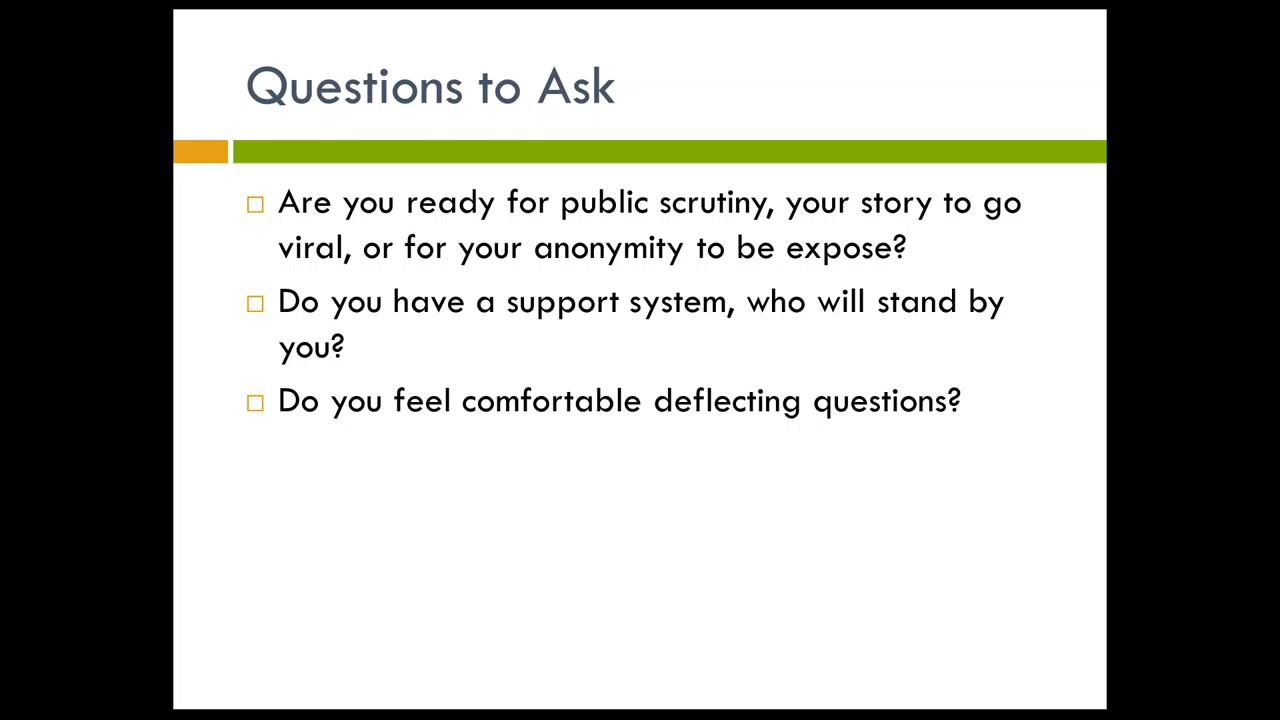 Questions to Ask
Are you ready for public scrutiny, your story to go
viral, or for your anonymity to be expose?
Do you have a support system, who will stand by
you?
Do you feel comfortable deflecting questions?